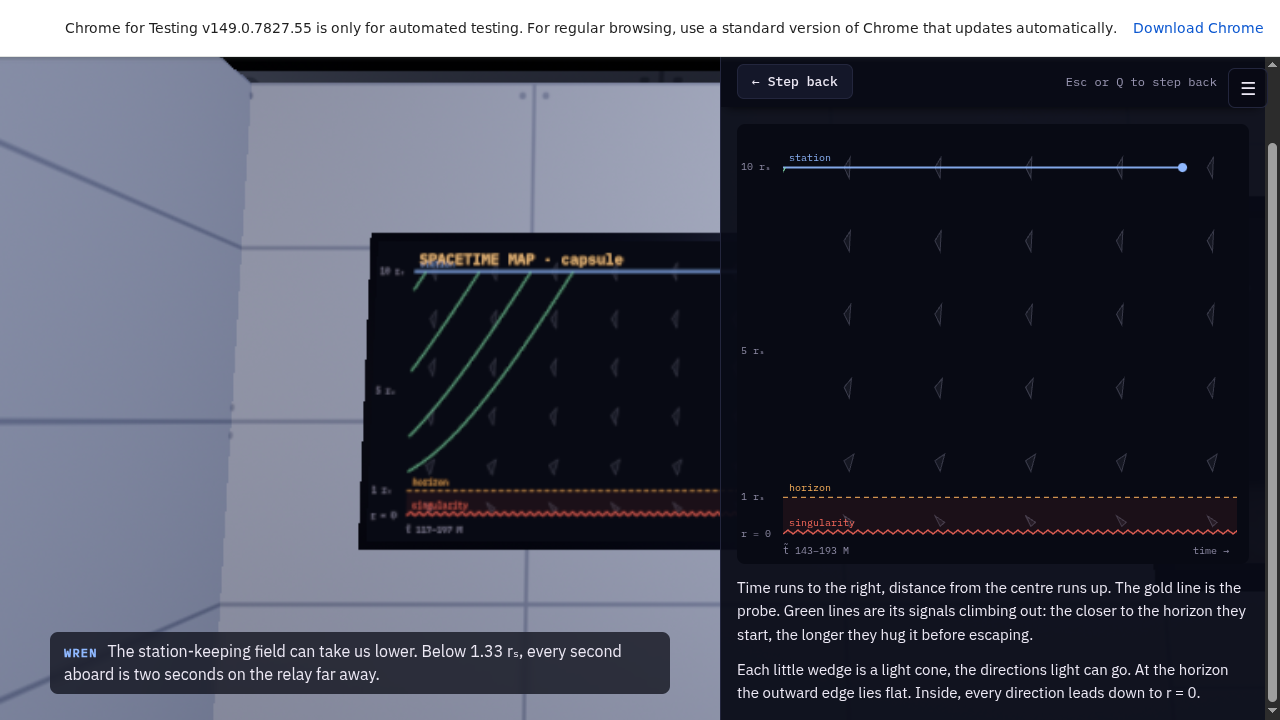 Chrome for Testing v149.0.7827.55 is only for automated testing. For regular browsing, use a standard version of Chrome that updates automatically. Download Chrome
← Step back
Esc or Q to step back
☰
SPACETIME MAP - capsule
10 rₛ
5 rₛ
horizon
1 rₛ
singularity
r = 0
t̃ 117–197 M
station
10 rₛ
5 rₛ
horizon
1 rₛ
singularity
r = 0
t̃ 143–193 M
time →
Time runs to the right, distance from the centre runs up. The gold line is the
probe. Green lines are its signals climbing out: the closer to the horizon they
start, the longer they hug it before escaping.
Each little wedge is a light cone, the directions light can go. At the horizon
the outward edge lies flat. Inside, every direction leads down to r = 0.
WREN The station-keeping field can take us lower. Below 1.33 rₛ, every second
aboard is two seconds on the relay far away.